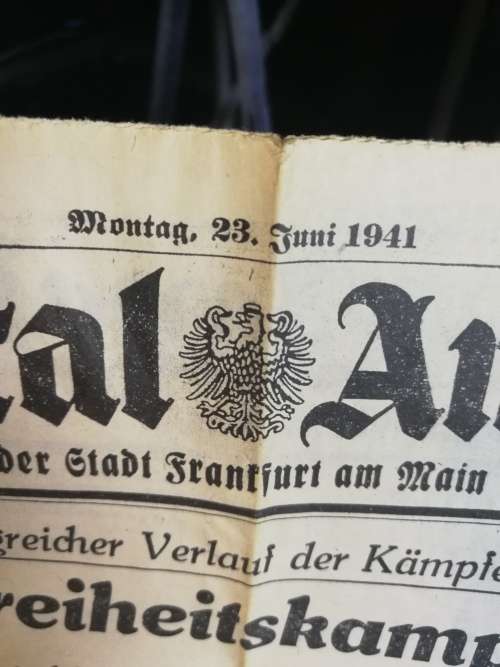 Montag, 23. Juni 1941
ral An
der Stadt Frankfurt am Main
greicher Verlauf der Kämpfe
reiheitskamp